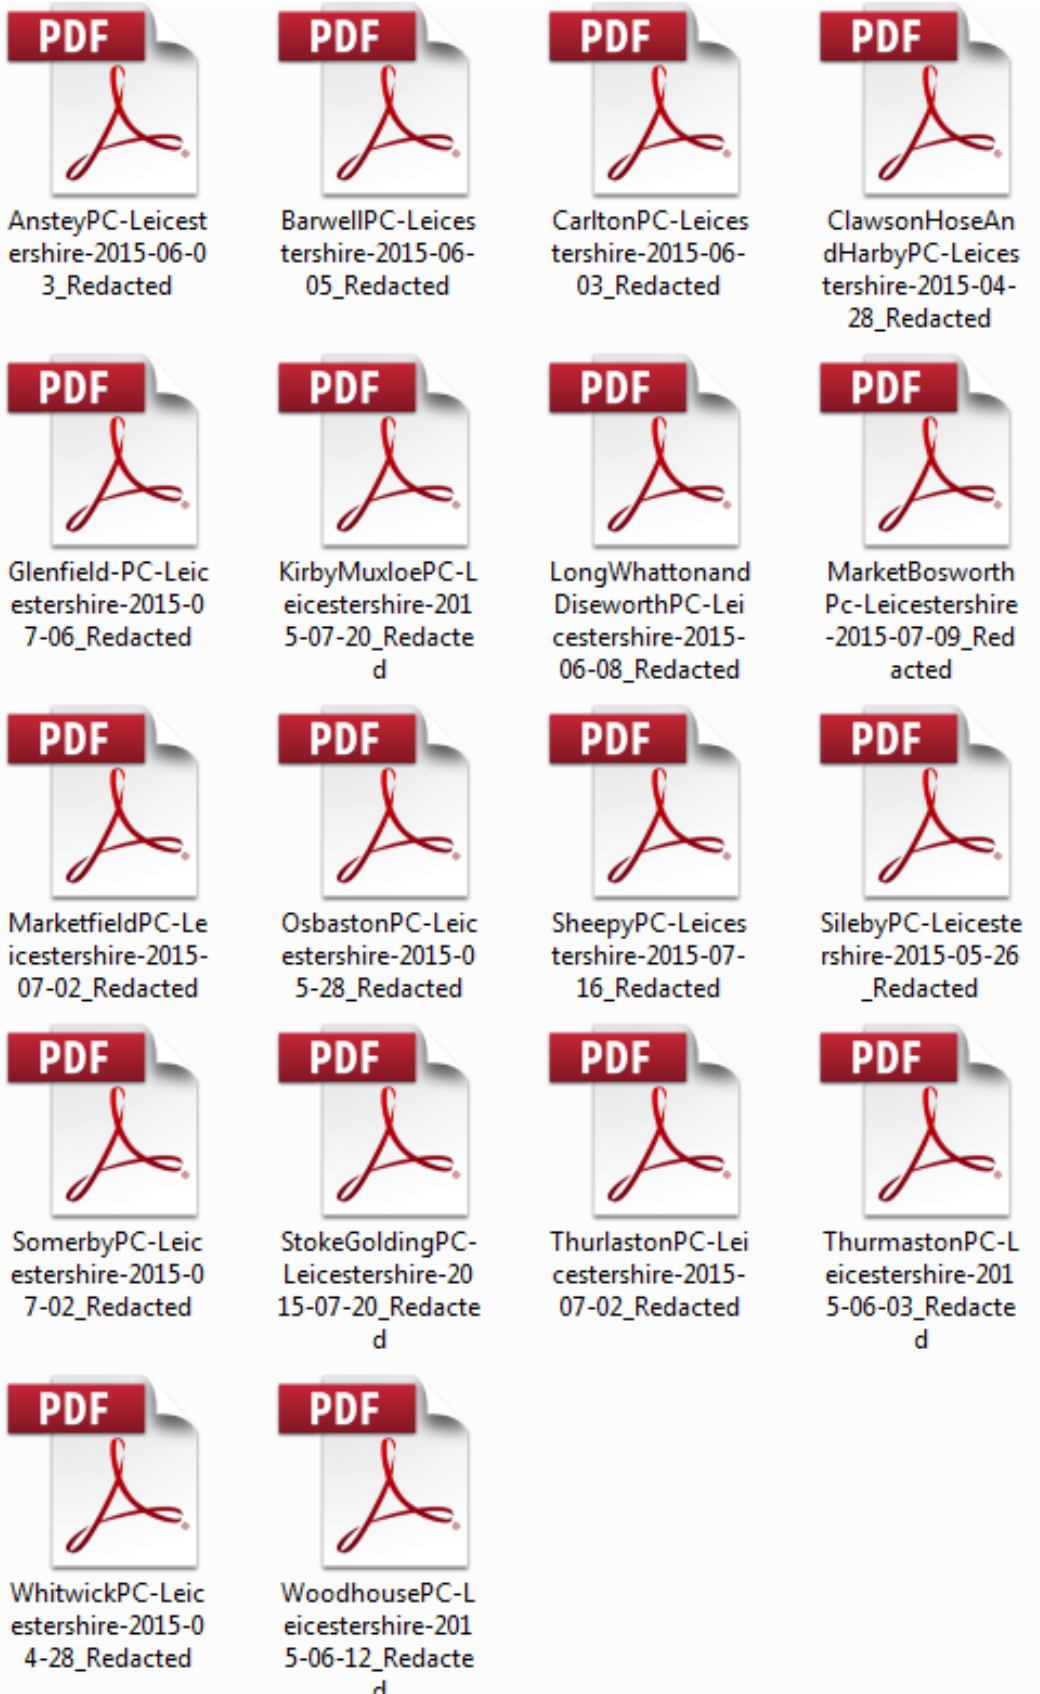 PDF PDF PDF PDF
AnsteyPC-Leicest
ershire-2015-06-0
3_Redacted
BarwellPC-Leices
tershire-2015-06-
05_Redacted
CarltonPC-Leices
tershire-2015-06-
03_Redacted
ClawsonHoseAn
dHarbyPC-Leices
tershire-2015-04-
28_Redacted
PDF PDF PDF PDF
Glenfield-PC-Leic
estershire-2015-0
7-06_Redacted
KirbyMuxloePC-L
eicestershire-201
5-07-20_Redacte
d
LongWhattonand
DiseworthPC-Lei
cestershire-2015-
06-08_Redacted
MarketBosworth
Pc-Leicestershire
-2015-07-09_Red
acted
PDF PDF PDF PDF
MarketfieldPC-Le
icestershire-2015-
07-02_Redacted
OsbastonPC-Leic
estershire-2015-0
5-28_Redacted
SheepyPC-Leices
tershire-2015-07-
16_Redacted
SilebyPC-Leiceste
rshire-2015-05-26
_Redacted
PDF PDF PDF PDF
SomerbyPC-Leic
estershire-2015-0
7-02_Redacted
StokeGoldingPC-
Leicestershire-20
15-07-20_Redacte
d
ThurlastonPC-Lei
cestershire-2015-
07-02_Redacted
ThurmastonPC-L
eicestershire-201
5-06-03_Redacte
d
PDF PDF
WhitwickPC-Leic
estershire-2015-0
4-28_Redacted
WoodhousePC-L
eicestershire-201
5-06-12_Redacte
d